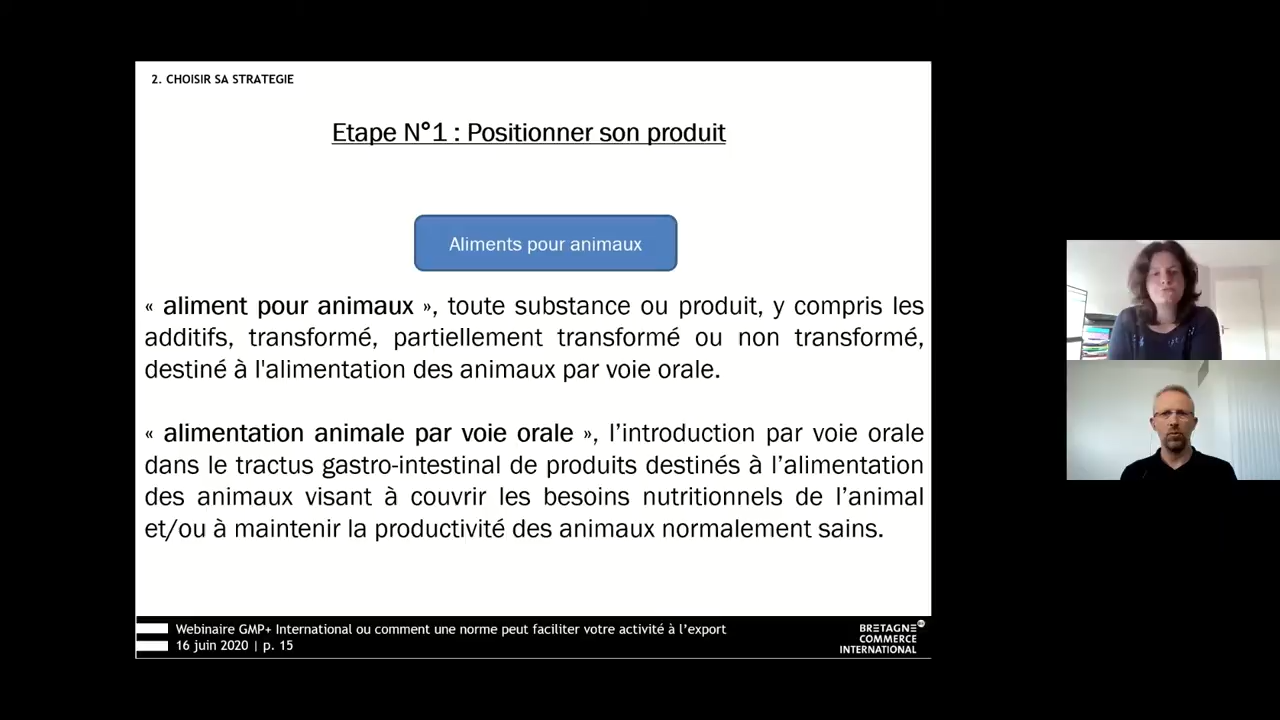 2. CHOISIR SA STRATEGIE
Etape N°1 : Positionner son produit
Aliments pour animaux
« aliment pour animaux », toute substance ou produit, y compris les
additifs, transformé, partiellement transformé ou non transformé,
destiné à l'alimentation des animaux par voie orale.
« alimentation animale par voie orale », l’introduction par voie orale
dans le tractus gastro-intestinal de produits destinés à l’alimentation
des animaux visant à couvrir les besoins nutritionnels de l’animal
et/ou à maintenir la productivité des animaux normalement sains.
Webinaire GMP+ International ou comment une norme peut faciliter votre activité à l’export
16 juin 2020 | p. 15
BRETAGNE
COMMERCE
INTERNATIONAL